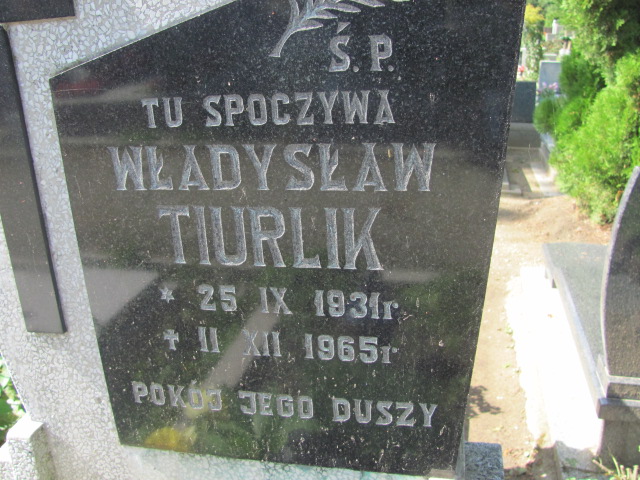 Ś.P.
TU SPOCZYWA
WŁADYSŁAW
TIURLIK
* 25 IX 1931r
✝ 11 XII 1965r
POKÓJ JEGO DUSZY